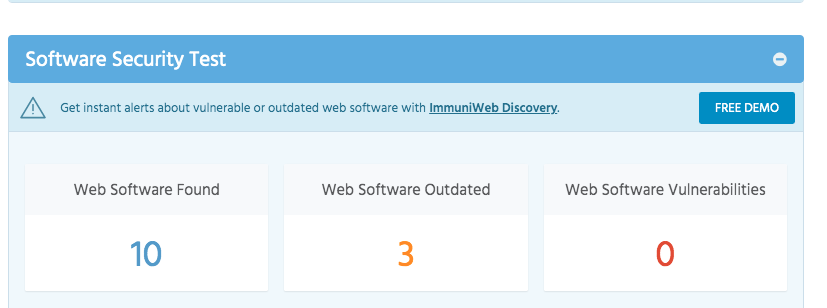 Software Security Test
Get instant alerts about vulnerable or outdated web software with ImmuniWeb Discovery.
FREE DEMO
Web Software Found
10
Web Software Outdated
3
Web Software Vulnerabilities
0